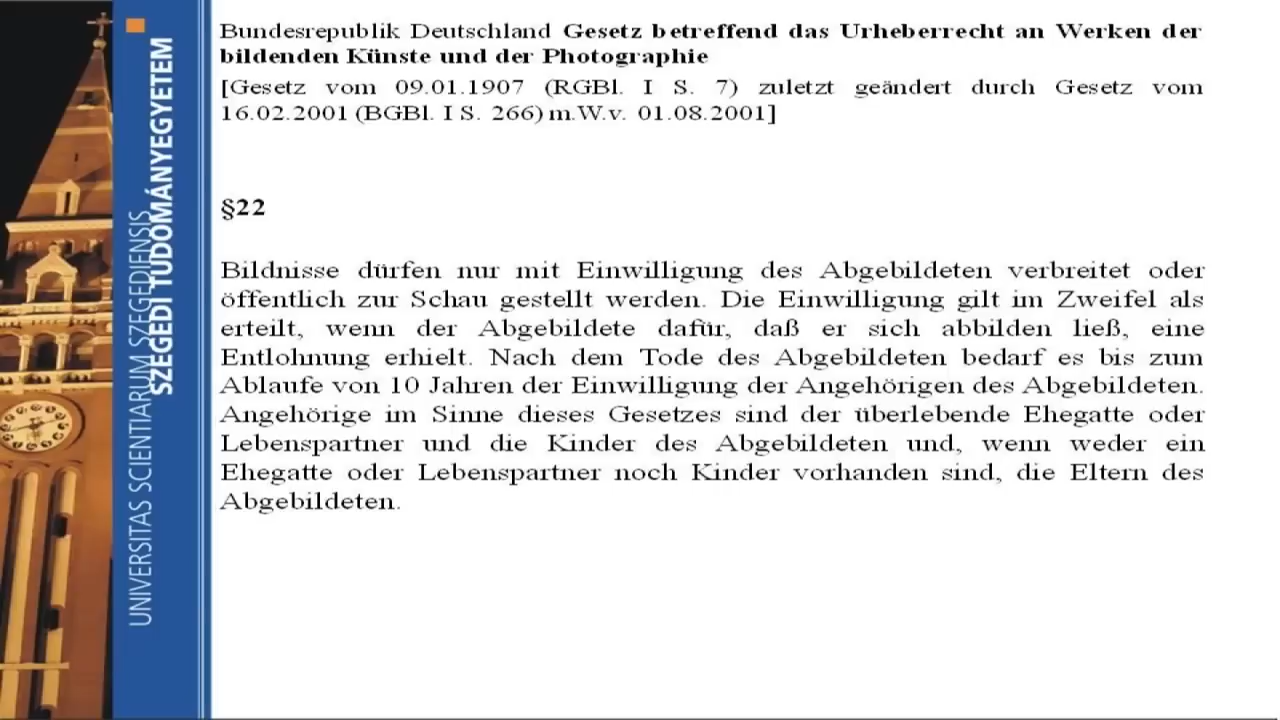 Bundesrepublik Deutschland Gesetz betreffend das Urheberrecht an Werken der
bildenden Künste und der Photographie
[Gesetz vom 09.01.1907 (RGBl. I S. 7) zuletzt geändert durch Gesetz vom
16.02.2001 (BGBl. I S. 266) m.W.v. 01.08.2001]
§22
Bildnisse dürfen nur mit Einwilligung des Abgebildeten verbreitet oder
öffentlich zur Schau gestellt werden. Die Einwilligung gilt im Zweifel als
erteilt, wenn der Abgebildete dafür, daß er sich abbilden ließ, eine
Entlohnung erhielt. Nach dem Tode des Abgebildeten bedarf es bis zum
Ablaufe von 10 Jahren der Einwilligung der Angehörigen des Abgebildeten.
Angehörige im Sinne dieses Gesetzes sind der überlebende Ehegatte oder
Lebenspartner und die Kinder des Abgebildeten und, wenn weder ein
Ehegatte oder Lebenspartner noch Kinder vorhanden sind, die Eltern des
Abgebildeten.
UNIVERSITAS SCIENTIARUM SZEGEDIENSIS
SZEGEDI TUDOMÁNYEGYETEM